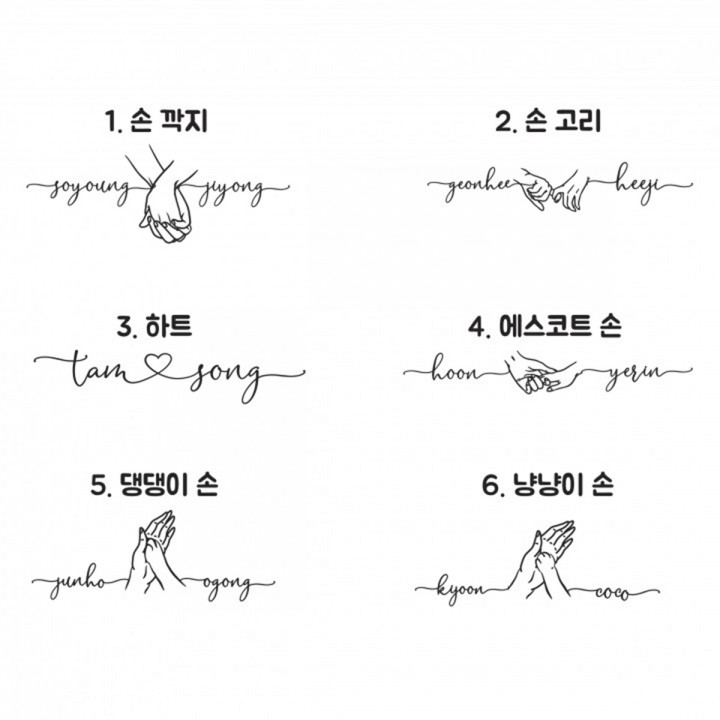 1. 손 깍지
soyoung jiyong
2. 손 고리
geonhee heeji
3. 하트
tam song
4. 에스코트 손
hoon yerin
5. 댕댕이 손
junho ogong
6. 냥냥이 손
kyoon coco